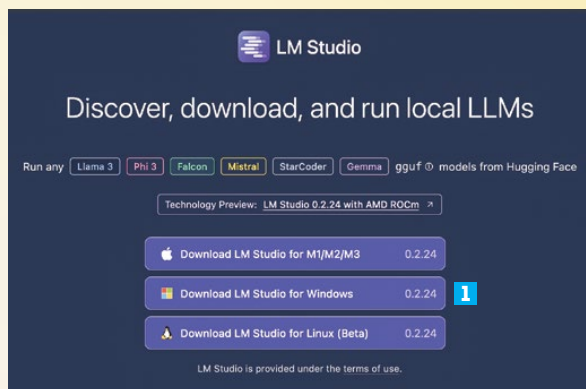 LM Studio
Discover, download, and run local LLMs
Run any Llama 3 Phi 3 Falcon Mistral StarCoder Gemma gguf ⓘ models from Hugging Face
Technology Preview: LM Studio 0.2.24 with AMD ROCm ↗
Download LM Studio for M1/M2/M3 0.2.24
Download LM Studio for Windows 0.2.24 1
Download LM Studio for Linux (Beta) 0.2.24
LM Studio is provided under the terms of use.